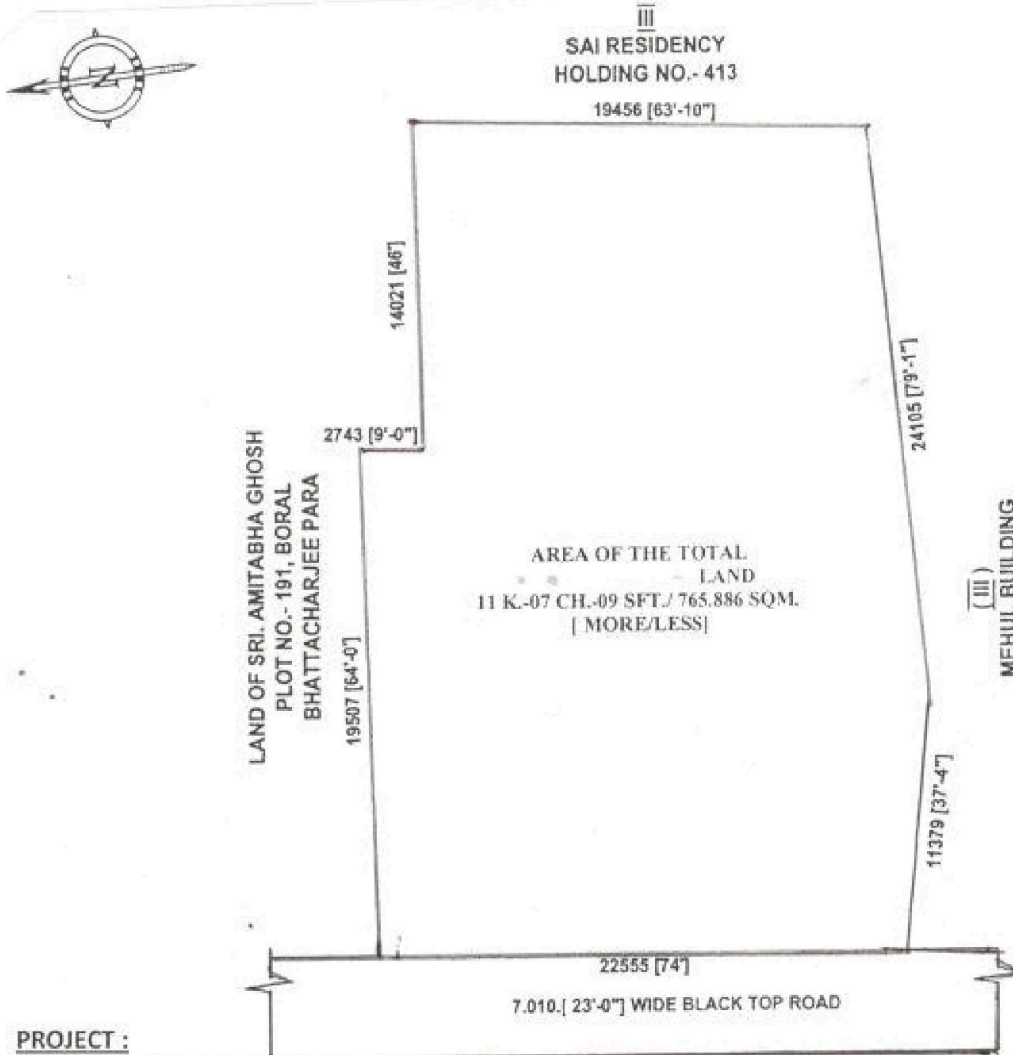 N
III
SAI RESIDENCY
HOLDING NO.- 413
19456 [63'-10"]
14021 [46']
24105 [79'-1"]
2743 [9'-0"]
LAND OF SRI. AMITABHA GHOSH
PLOT NO.- 191, BORAL
BHATTACHARJEE PARA
19507 [64'-0']
AREA OF THE TOTAL
LAND
11 K.-07 CH.-09 SFT./ 765.886 SQM.
[ MORE/LESS]
(III)
MEHUL BUILDING
11379 [37'-4"]
22555 [74']
7.010.[ 23'-0"] WIDE BLACK TOP ROAD
PROJECT :